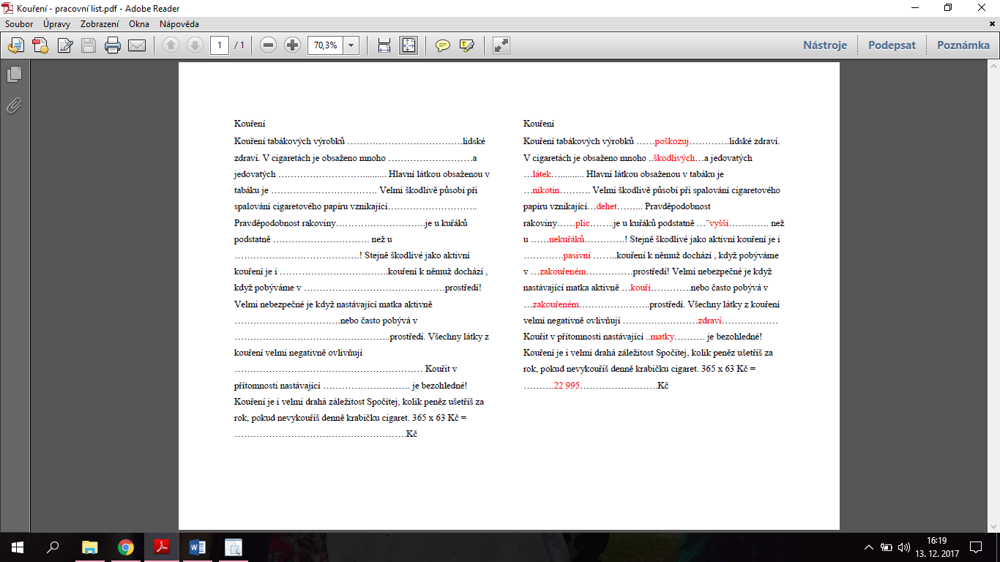 Kouření - pracovní list.pdf - Adobe Reader
Soubor Úpravy Zobrazení Okna Nápověda
1 / 1 70,3% Nástroje Podepsat Poznámka
Kouření
Kouření tabákových výrobků ……………………………….lidské
zdraví. V cigaretách je obsaženo mnoho ………………………a
jedovatých ……………………….......... Hlavní látkou obsaženou v
tabáku je ……………………………. Velmi škodlivě působí při
spalování cigaretového papíru vznikající………………………..
Pravděpodobnost rakoviny……………………….je u kuřáků
podstatně …………………………. než u
………………………………….! Stejně škodlivé jako aktivní
kouření je i ……………………………..kouření k němuž dochází ,
když pobýváme v ………………………………………prostředí!
Velmi nebezpečné je když nastávající matka aktivně
…………………………….nebo často pobývá v
…………………………………………..prostředí. Všechny látky z
kouření velmi negativně ovlivňují
…………………………………………………… Kouřit v
přítomnosti nastávající ………………………. je bezohledné!
Kouření je i velmi drahá záležitost Spočítej, kolik peněz ušetříš za
rok, pokud nevykouříš denně krabičku cigaret. 365 x 63 Kč =
……………………………………………….Kč
Kouření
Kouření tabákových výrobků ……poškozuj………….lidské zdraví.
V cigaretách je obsaženo mnoho ..škodlivých…a jedovatých
…látek….......... Hlavní látkou obsaženou v tabáku je
…nikotin………. Velmi škodlivě působí při spalování cigaretového
papíru vznikající…dehet……... Pravděpodobnost
rakoviny……plic……..je u kuřáků podstatně …¨vyšší…………. než
u ……nekuřáků………….! Stejně škodlivé jako aktivní kouření je i
………….pasivní ……..kouření k němuž dochází , když pobýváme
v …zakouřeném……………prostředí! Velmi nebezpečné je když
nastávající matka aktivně …kouří………….nebo často pobývá v
…zakouřeném…………………..prostředí. Všechny látky z kouření
velmi negativně ovlivňují ……………………zdraví………………
Kouřit v přítomnosti nastávající ..matky………. je bezohledné!
Kouření je i velmi drahá záležitost Spočítej, kolik peněz ušetříš za
rok, pokud nevykouříš denně krabičku cigaret. 365 x 63 Kč =
……….22 995…………………….Kč
16:19
13. 12. 2017